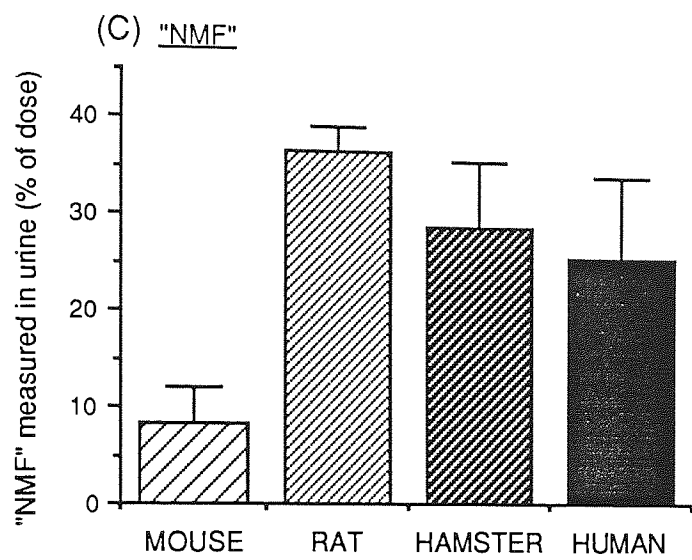 (C) "NMF"
"NMF" measured in urine (% of dose)
40
30
20
10
0
MOUSE RAT HAMSTER HUMAN